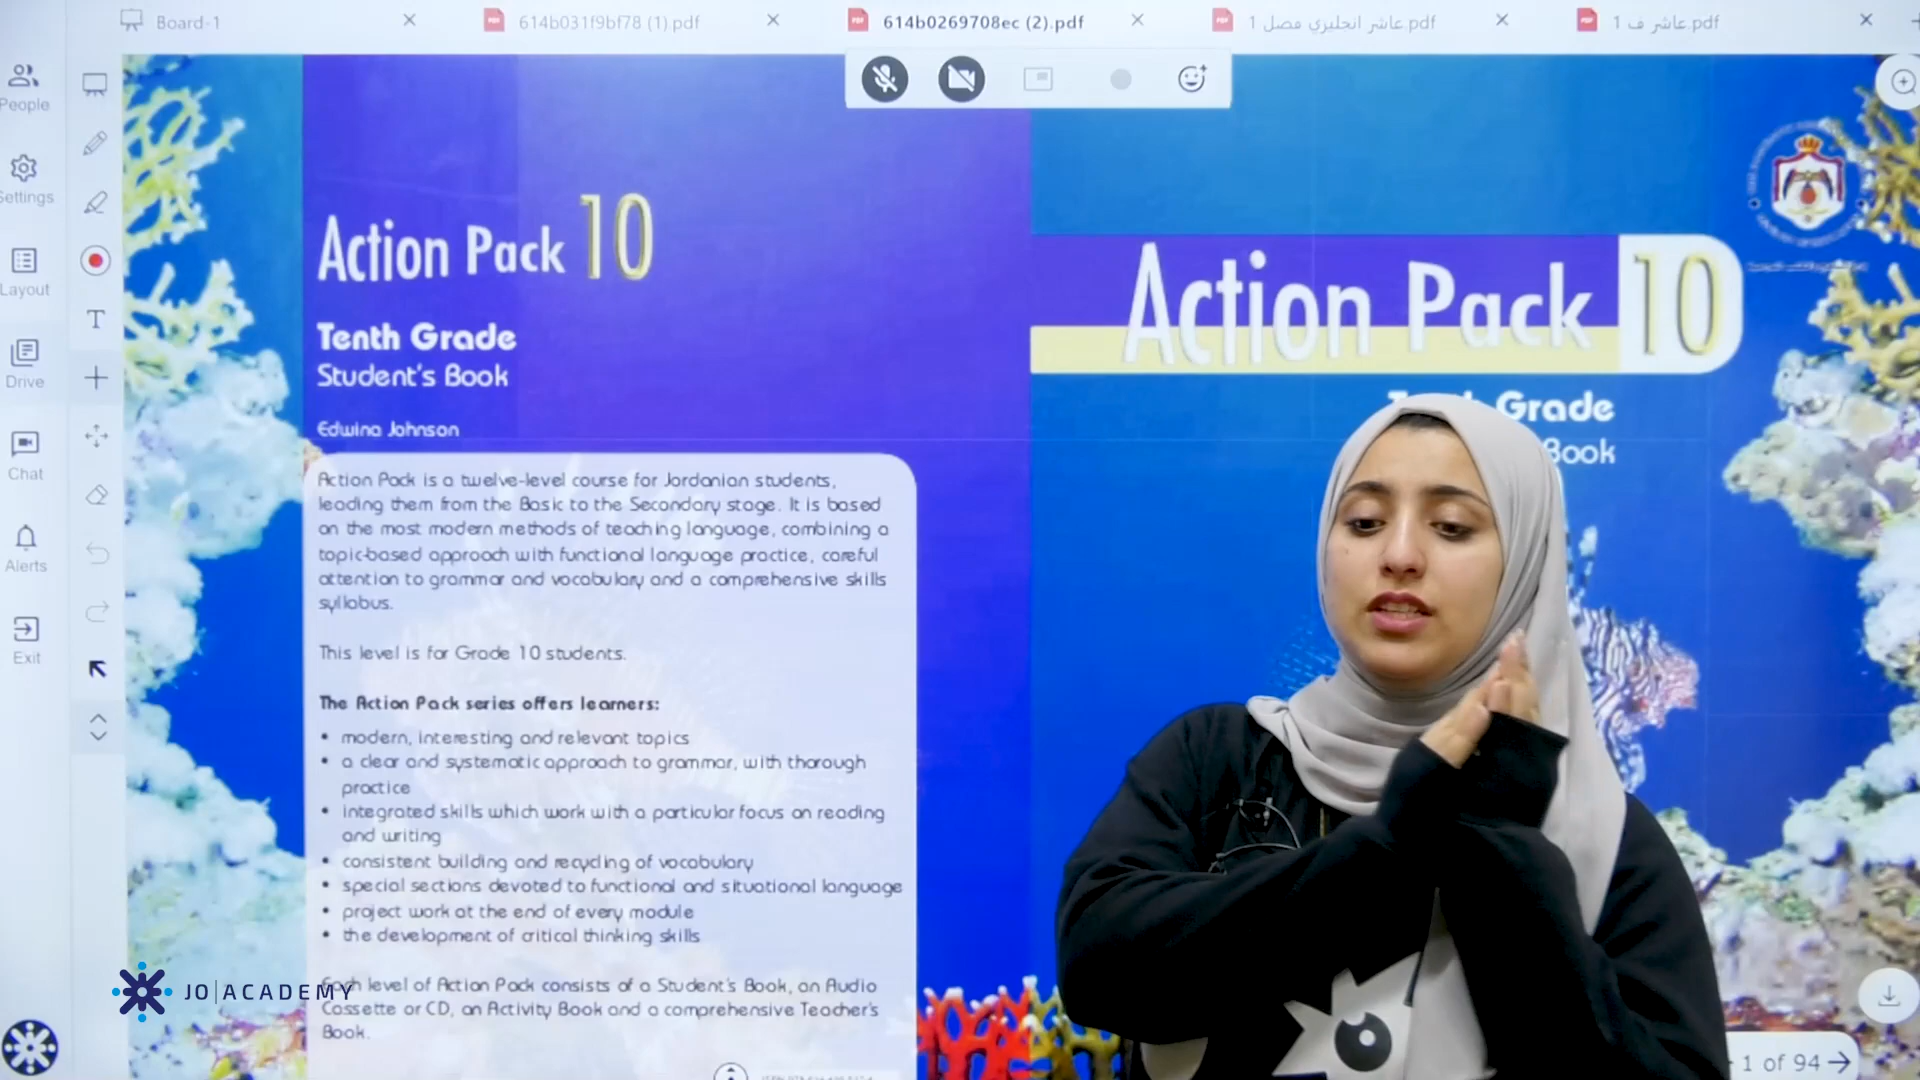 Board-1
614b031f9bf78 (1).pdf
614b0269708ec (2).pdf
عاشر انجليزي فصل 1.pdf
عاشر ف 1.pdf
People
Settings
Layout
Drive
Chat
Alerts
Exit
Action Pack 10
Tenth Grade
Student's Book
Edwina Johnson
Action Pack is a twelve-level course for Jordanian students,
leading them from the Basic to the Secondary stage. It is based
on the most modern methods of teaching language, combining a
topic-based approach with functional language practice, careful
attention to grammar and vocabulary and a comprehensive skills
syllabus.
This level is for Grade 10 students.
The Action Pack series offers learners:
• modern, interesting and relevant topics
• a clear and systematic approach to grammar, with thorough
practice
• integrated skills which work with a particular focus on reading
and writing
• consistent building and recycling of vocabulary
• special sections devoted to functional and situational language
• project work at the end of every module
• the development of critical thinking skills
Each level of Action Pack consists of a Student's Book, an Audio
Cassette or CD, an Activity Book and a comprehensive Teacher's
Book.
JO|ACADEMY
Action Pack 10
Grade
Book
1 of 94